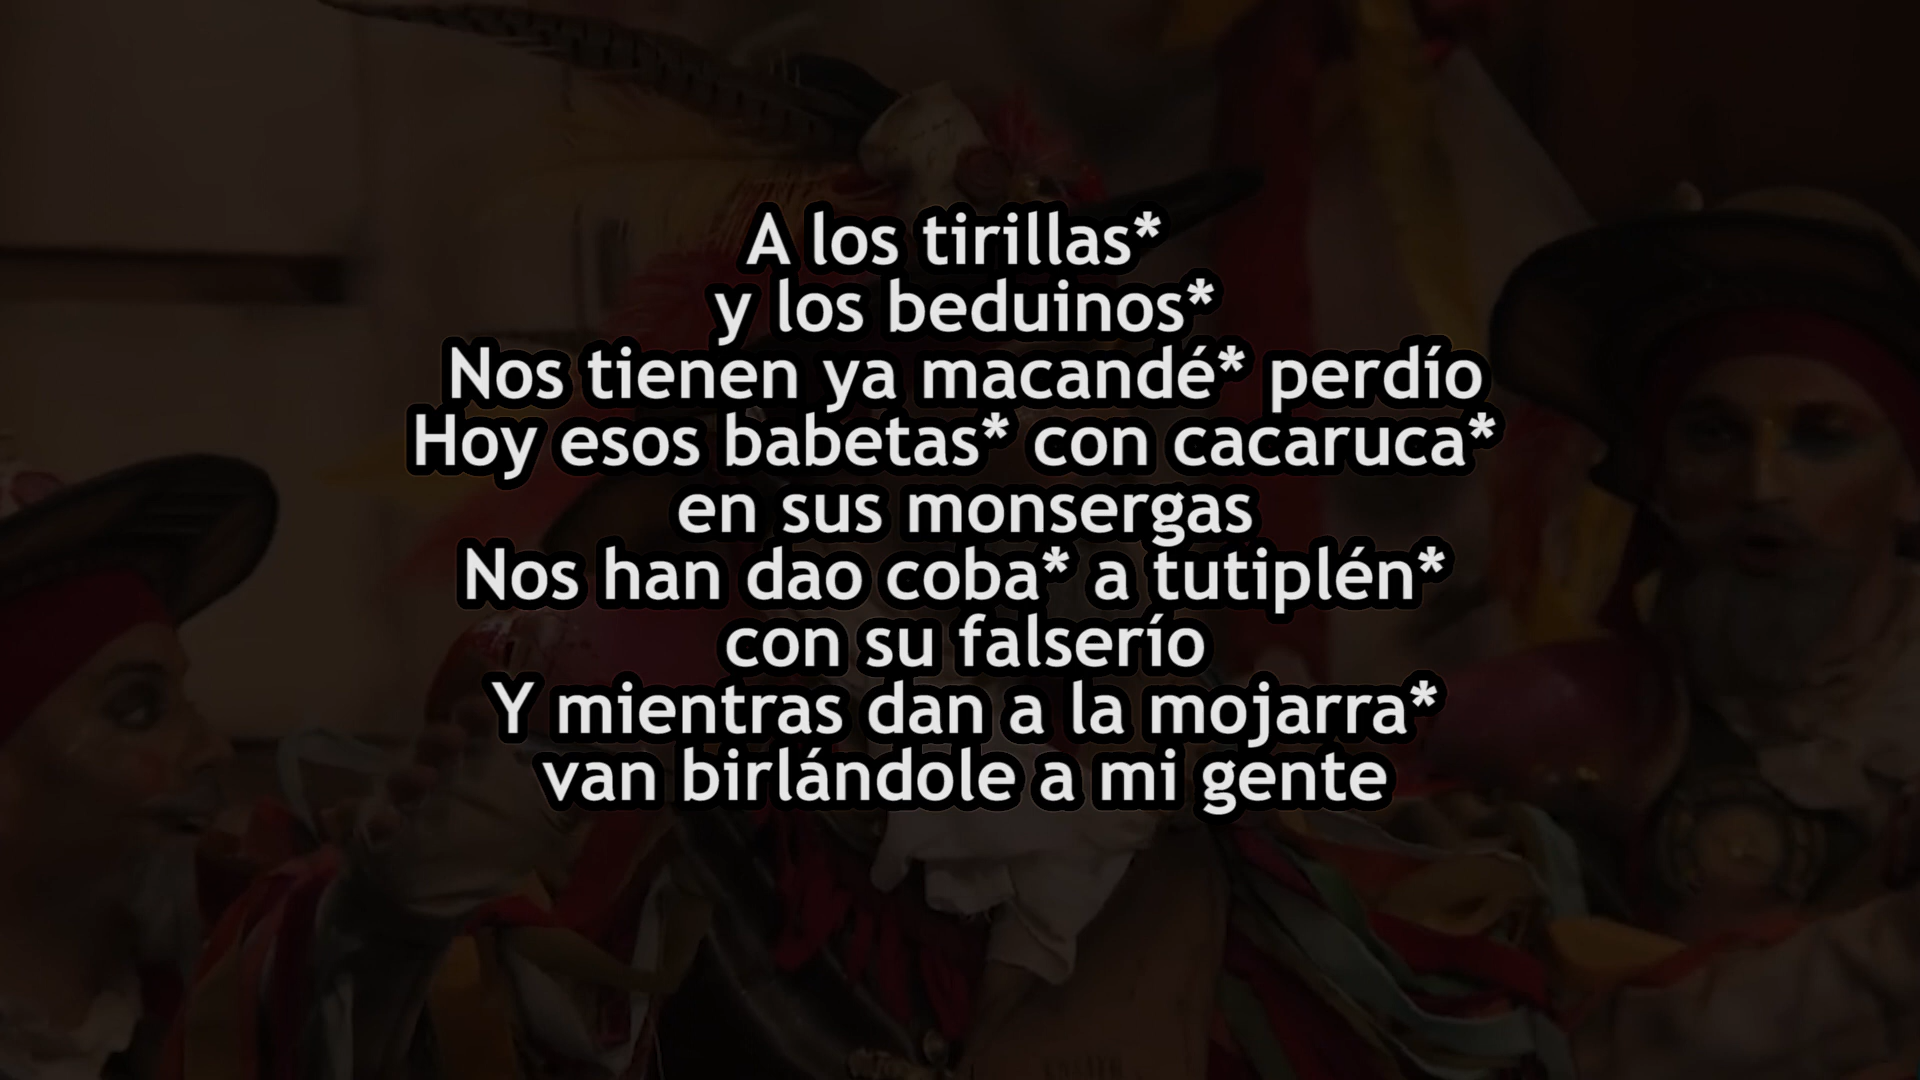 A los tirillas*
y los beduinos*
Nos tienen ya macandé* perdío
Hoy esos babetas* con cacaruca*
en sus monsergas
Nos han dao coba* a tutiplén*
con su falserío
Y mientras dan a la mojarra*
van birlándole a mi gente